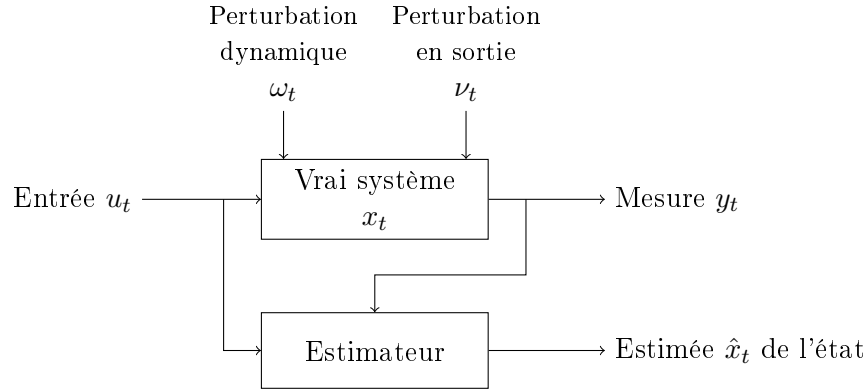 Perturbation
dynamique
ω_t
Perturbation
en sortie
ν_t
Entrée u_t
Vrai système
x_t
Mesure y_t
Estimateur
Estimée x̂_t de l'état